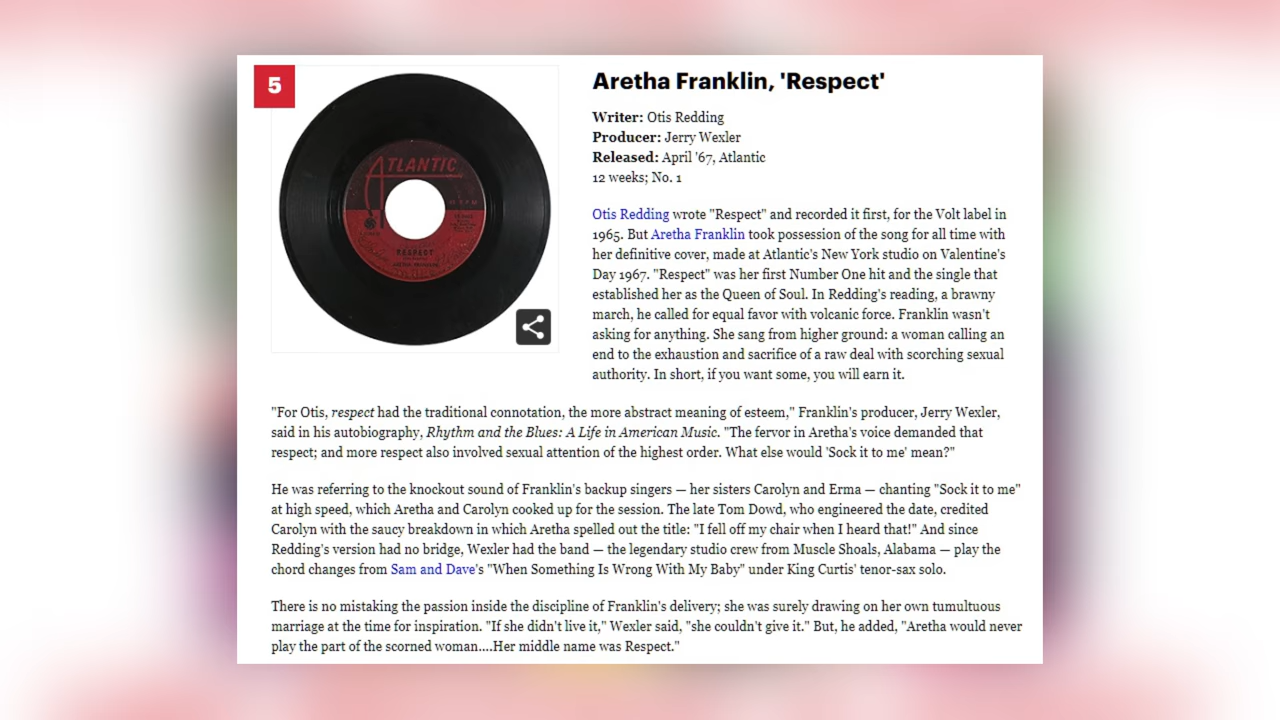 5
ATLANTIC
RESPECT
Aretha Franklin, 'Respect'
Writer: Otis Redding
Producer: Jerry Wexler
Released: April '67, Atlantic
12 weeks; No. 1
Otis Redding wrote "Respect" and recorded it first, for the Volt label in
1965. But Aretha Franklin took possession of the song for all time with
her definitive cover, made at Atlantic's New York studio on Valentine's
Day 1967. "Respect" was her first Number One hit and the single that
established her as the Queen of Soul. In Redding's reading, a brawny
march, he called for equal favor with volcanic force. Franklin wasn't
asking for anything. She sang from higher ground: a woman calling an
end to the exhaustion and sacrifice of a raw deal with scorching sexual
authority. In short, if you want some, you will earn it.
"For Otis, respect had the traditional connotation, the more abstract meaning of esteem," Franklin's producer, Jerry Wexler,
said in his autobiography, Rhythm and the Blues: A Life in American Music. "The fervor in Aretha's voice demanded that
respect; and more respect also involved sexual attention of the highest order. What else would 'Sock it to me' mean?"
He was referring to the knockout sound of Franklin's backup singers — her sisters Carolyn and Erma — chanting "Sock it to me"
at high speed, which Aretha and Carolyn cooked up for the session. The late Tom Dowd, who engineered the date, credited
Carolyn with the saucy breakdown in which Aretha spelled out the title: "I fell off my chair when I heard that!" And since
Redding's version had no bridge, Wexler had the band — the legendary studio crew from Muscle Shoals, Alabama — play the
chord changes from Sam and Dave's "When Something Is Wrong With My Baby" under King Curtis' tenor-sax solo.
There is no mistaking the passion inside the discipline of Franklin's delivery; she was surely drawing on her own tumultuous
marriage at the time for inspiration. "If she didn't live it," Wexler said, "she couldn't give it." But, he added, "Aretha would never
play the part of the scorned woman....Her middle name was Respect."